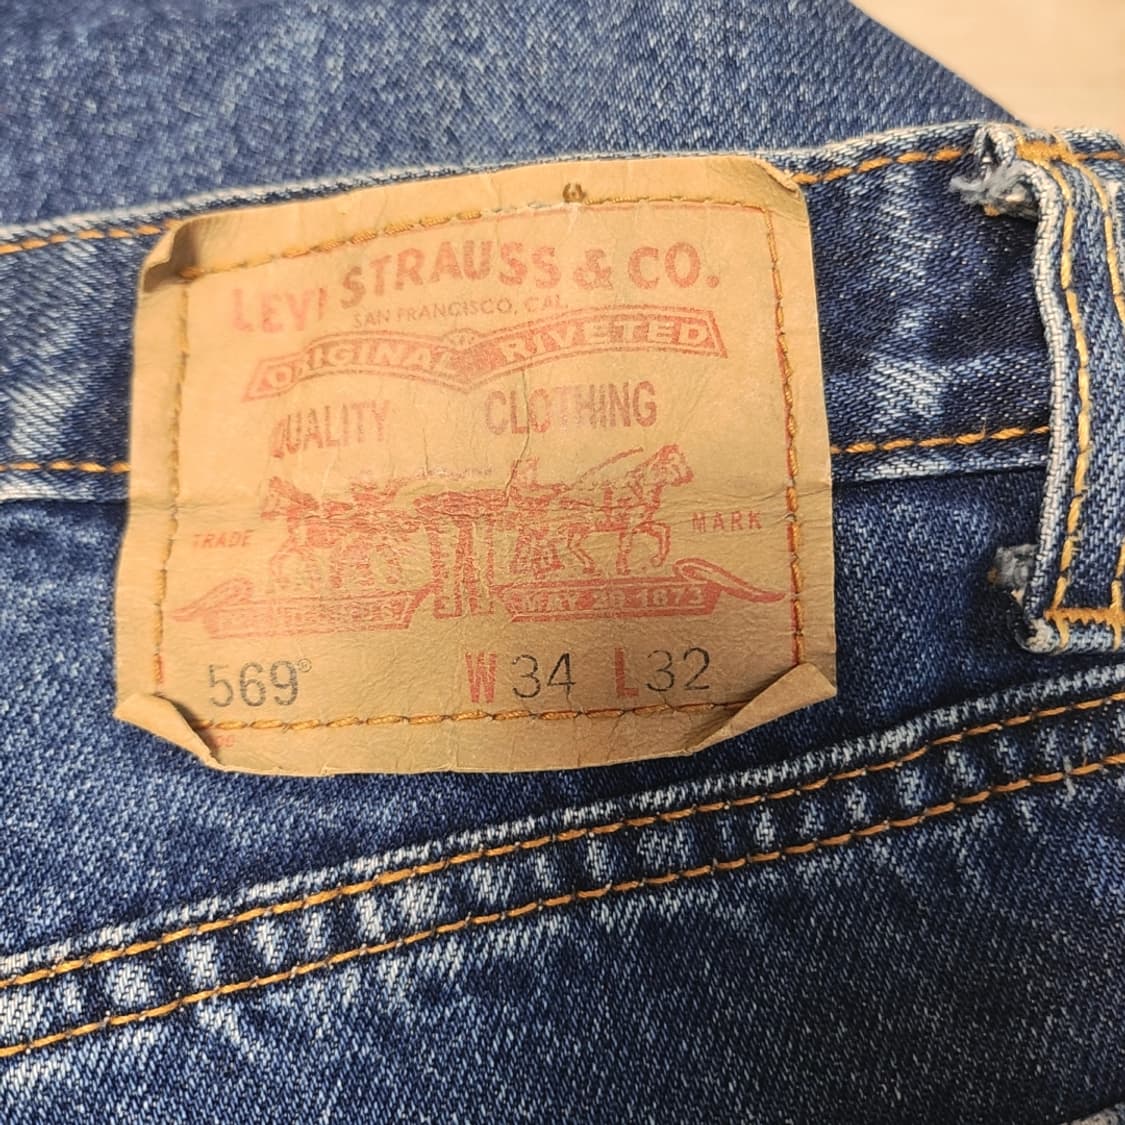 LEVI STRAUSS & CO.
SAN FRANCISCO, CAL.
ORIGINAL RIVETED
QUALITY CLOTHING
TRADE MARK
MAY 20 1873
569® W 34 L 32